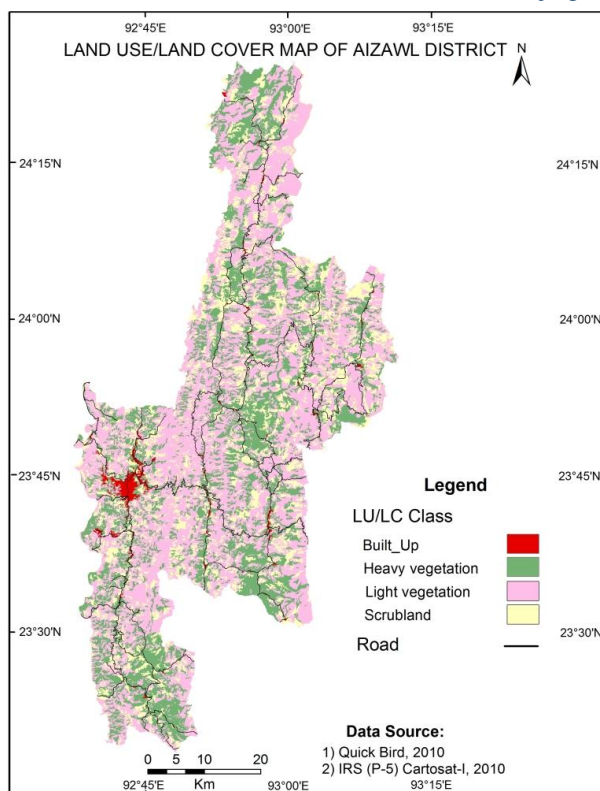 92°45'E 93°00'E 93°15'E
LAND USE/LAND COVER MAP OF AIZAWL DISTRICT
N
24°15'N 24°15'N
24°00'N 24°00'N
23°45'N 23°45'N
Legend
LU/LC Class
Built_Up
Heavy vegetation
Light vegetation
Scrubland
Road
23°30'N 23°30'N
Data Source:
1) Quick Bird, 2010
2) IRS (P-5) Cartosat-I, 2010
0 5 10 20
Km
92°45'E 93°00'E 93°15'E